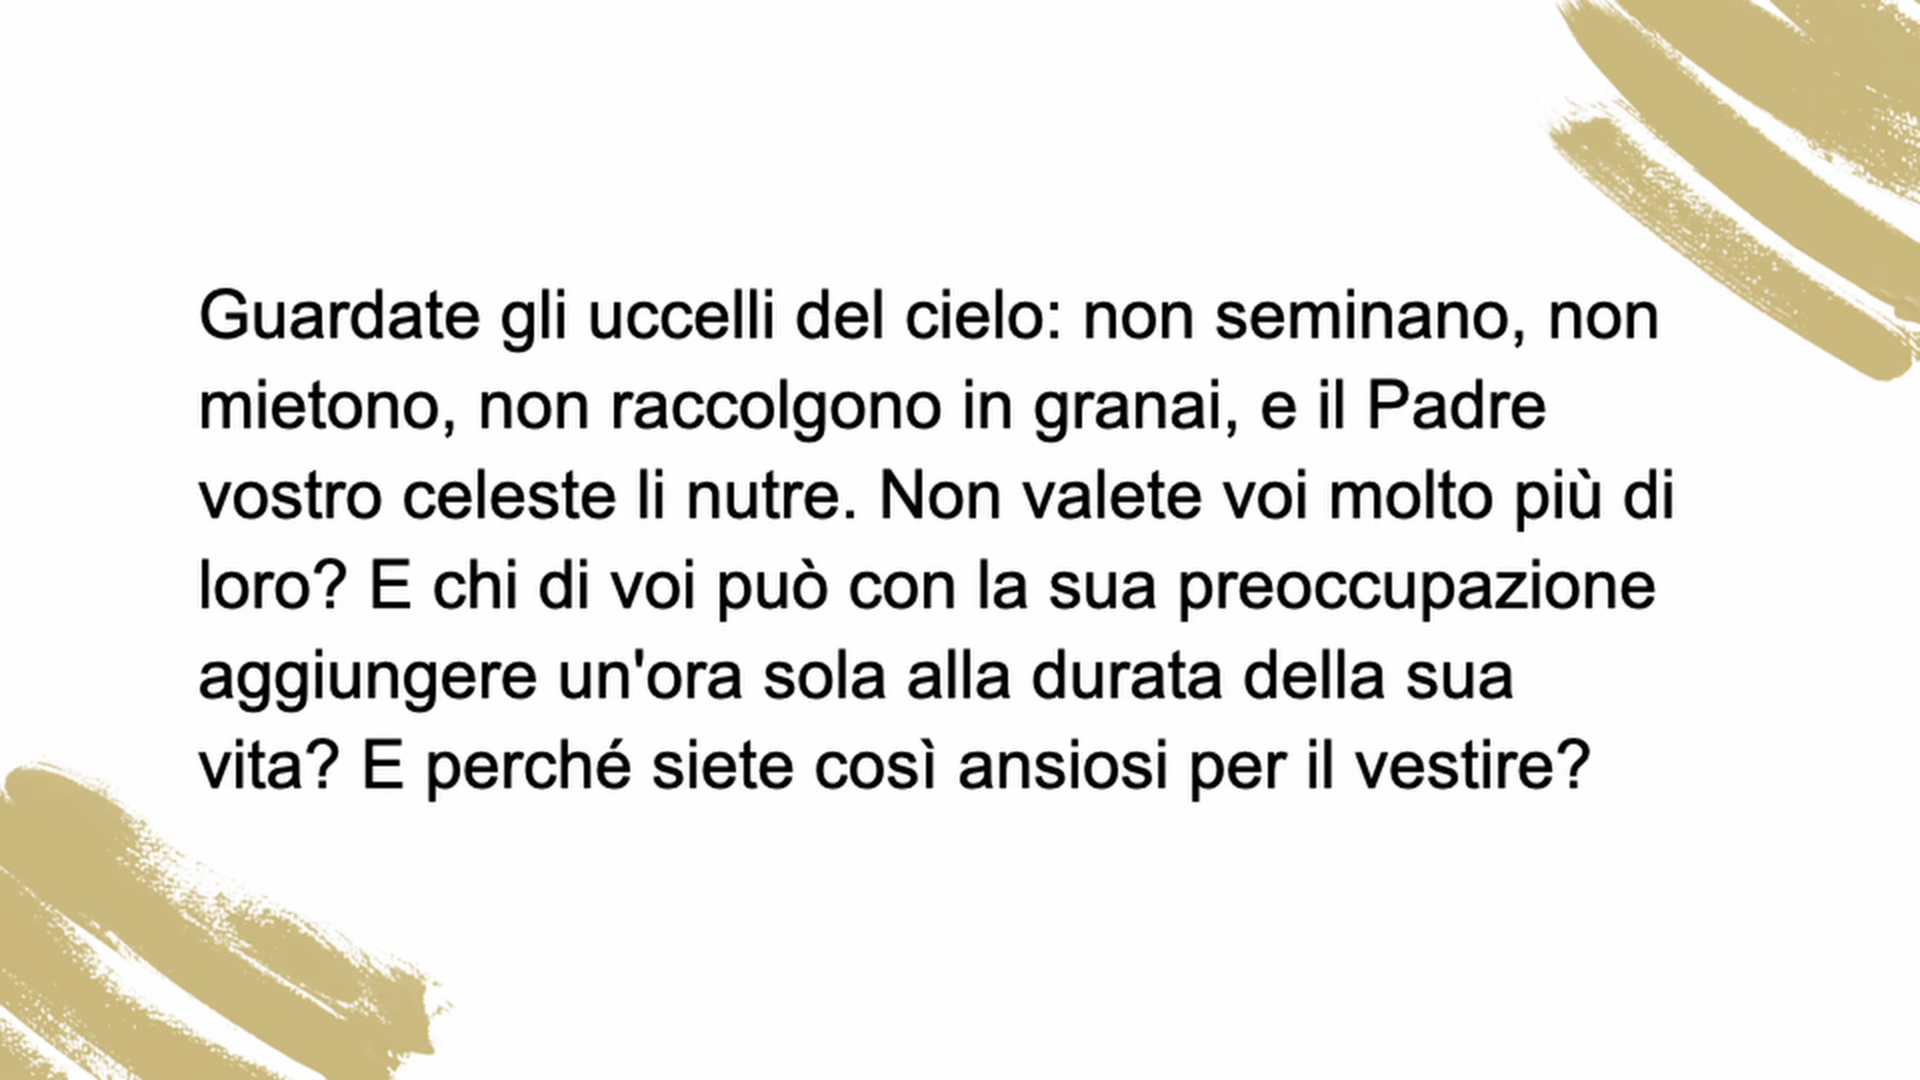 Guardate gli uccelli del cielo: non seminano, non
mietono, non raccolgono in granai, e il Padre
vostro celeste li nutre. Non valete voi molto più di
loro? E chi di voi può con la sua preoccupazione
aggiungere un'ora sola alla durata della sua
vita? E perché siete così ansiosi per il vestire?